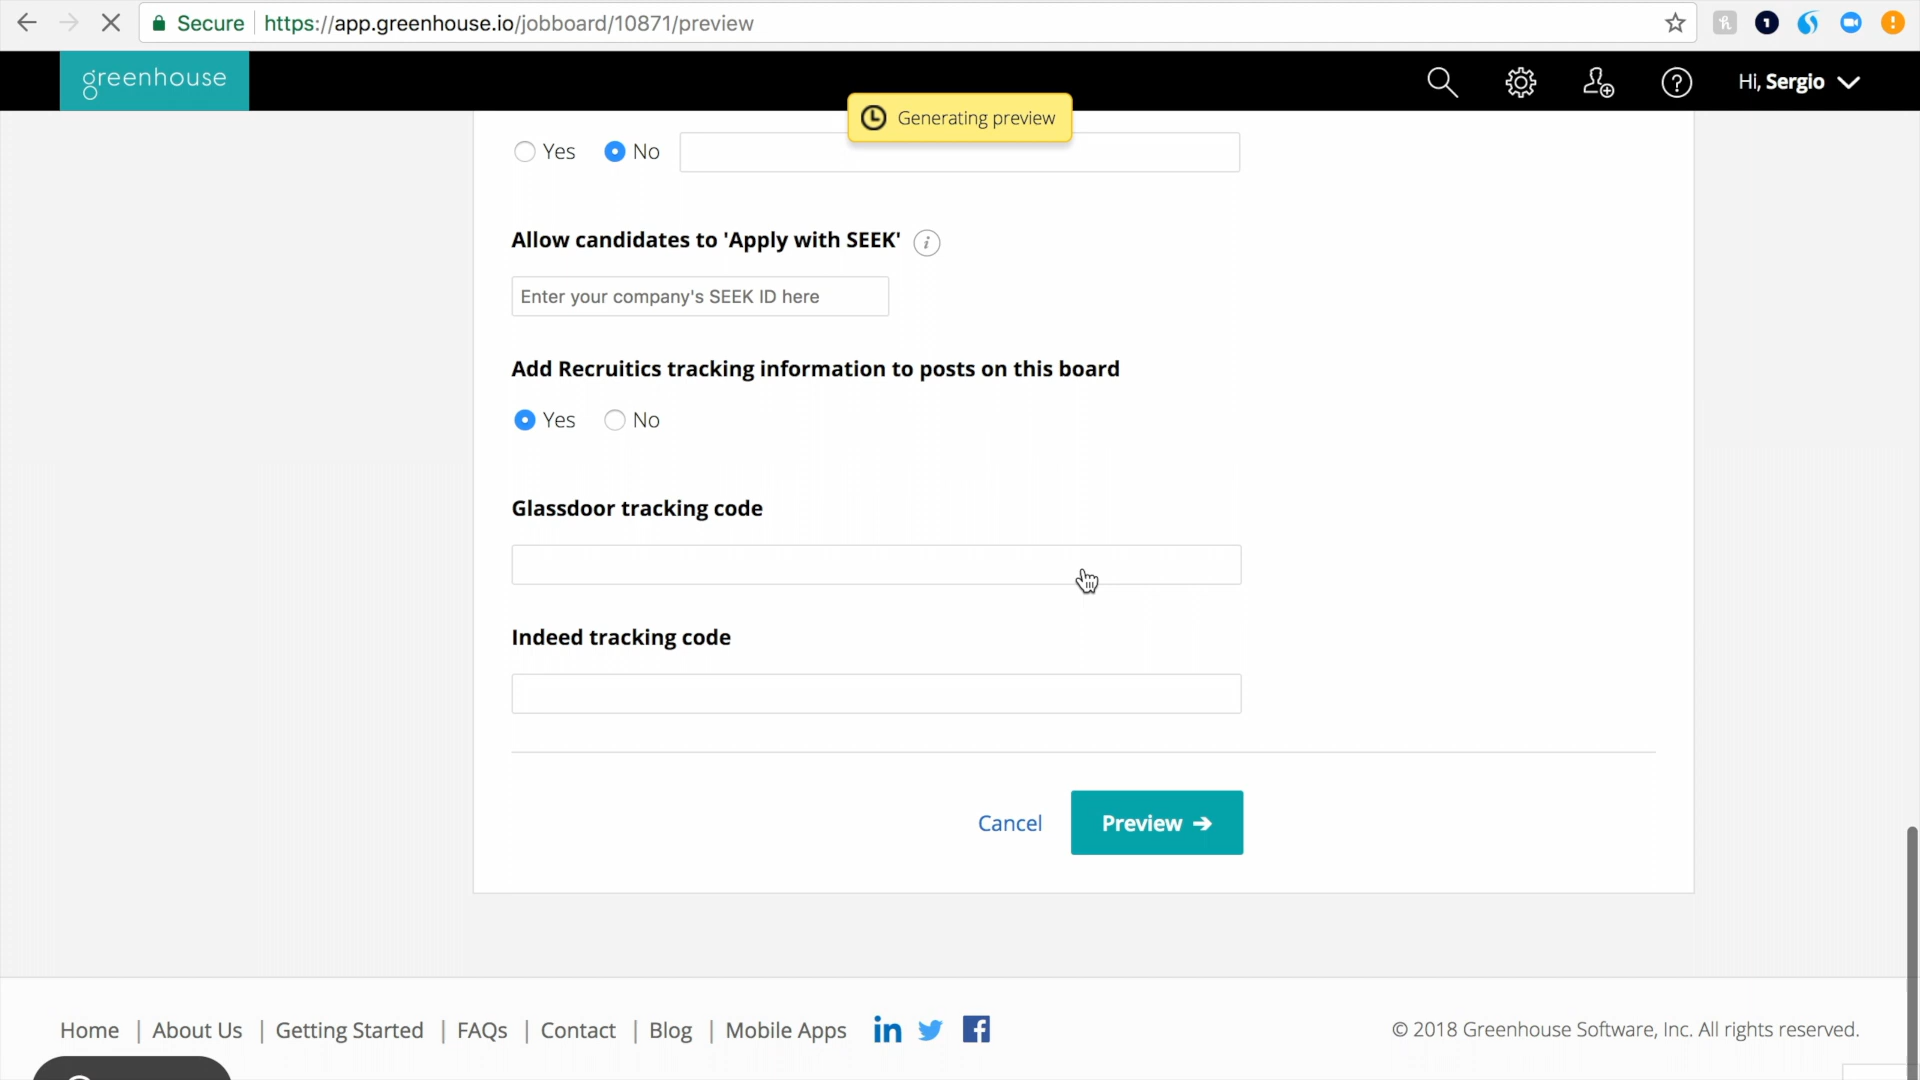 Secure https://app.greenhouse.io/jobboard/10871/preview
greenhouse
Hi, Sergio
Generating preview
Yes No
Allow candidates to 'Apply with SEEK' i
Enter your company's SEEK ID here
Add Recruitics tracking information to posts on this board
Yes No
Glassdoor tracking code
Indeed tracking code
Cancel Preview →
Home | About Us | Getting Started | FAQs | Contact | Blog | Mobile Apps in f
© 2018 Greenhouse Software, Inc. All rights reserved.